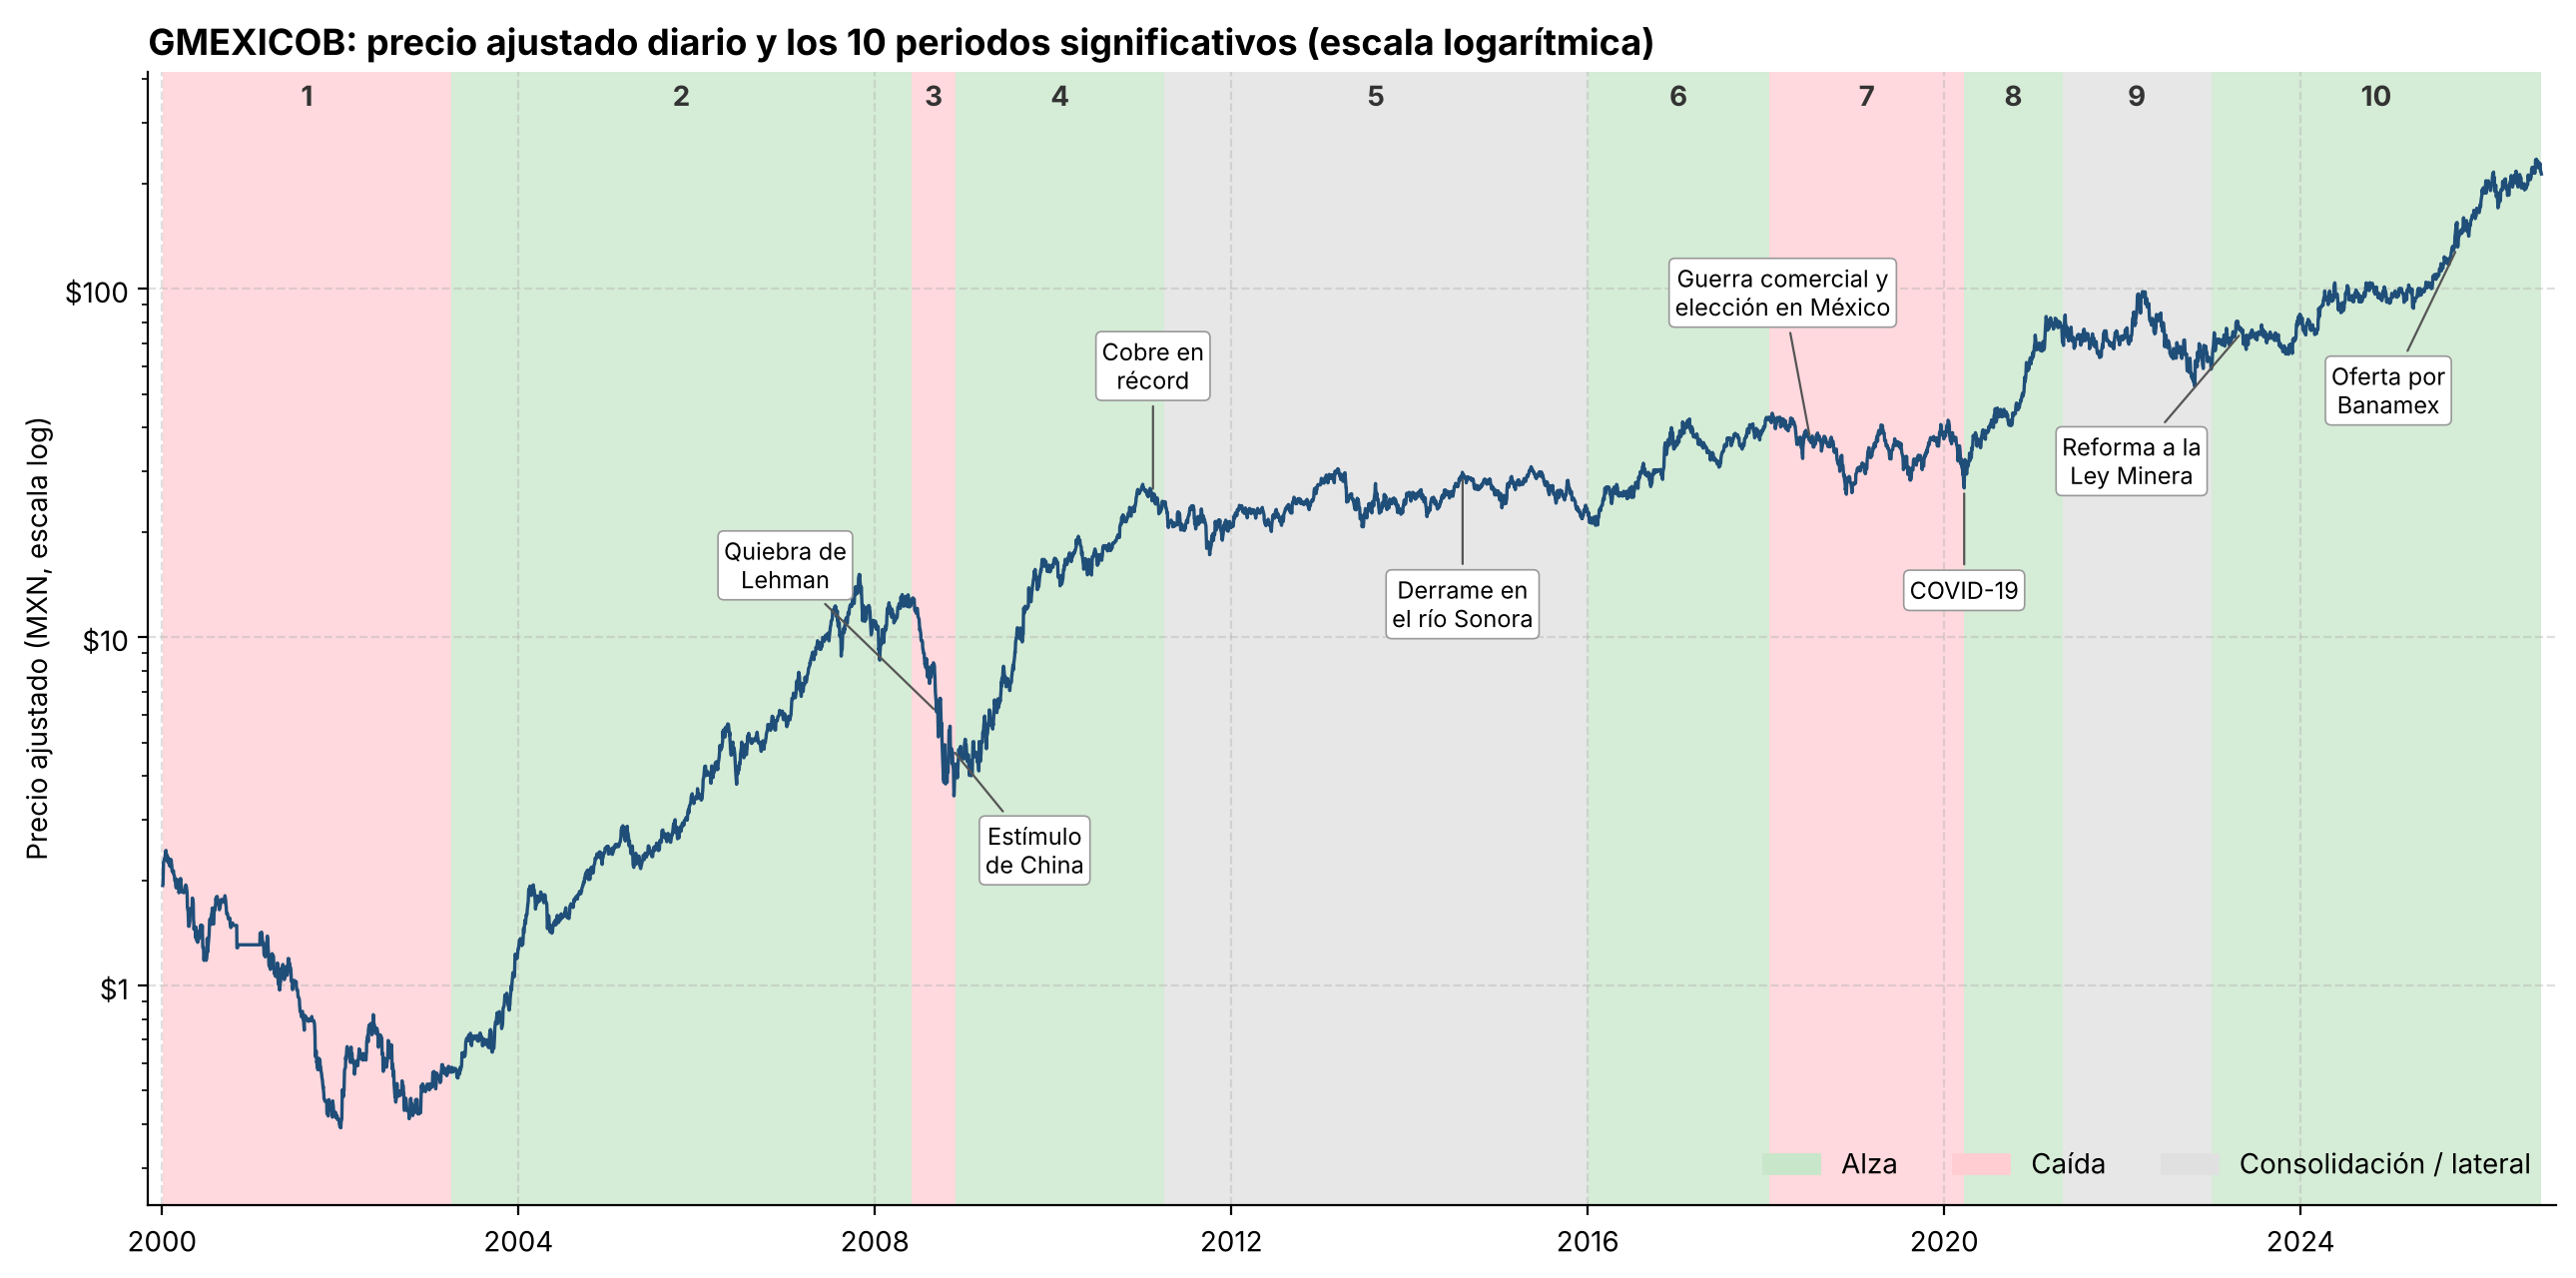 GMEXICOB: precio ajustado diario y los 10 periodos significativos (escala logarítmica)
1
2
3
4
5
6
7
8
9
10
Precio ajustado (MXN, escala log)
$100
$10
$1
Quiebra de
Lehman
Estímulo
de China
Cobre en
récord
Derrame en
el río Sonora
Guerra comercial y
elección en México
COVID-19
Reforma a la
Ley Minera
Oferta por
Banamex
Alza
Caída
Consolidación / lateral
2000
2004
2008
2012
2016
2020
2024